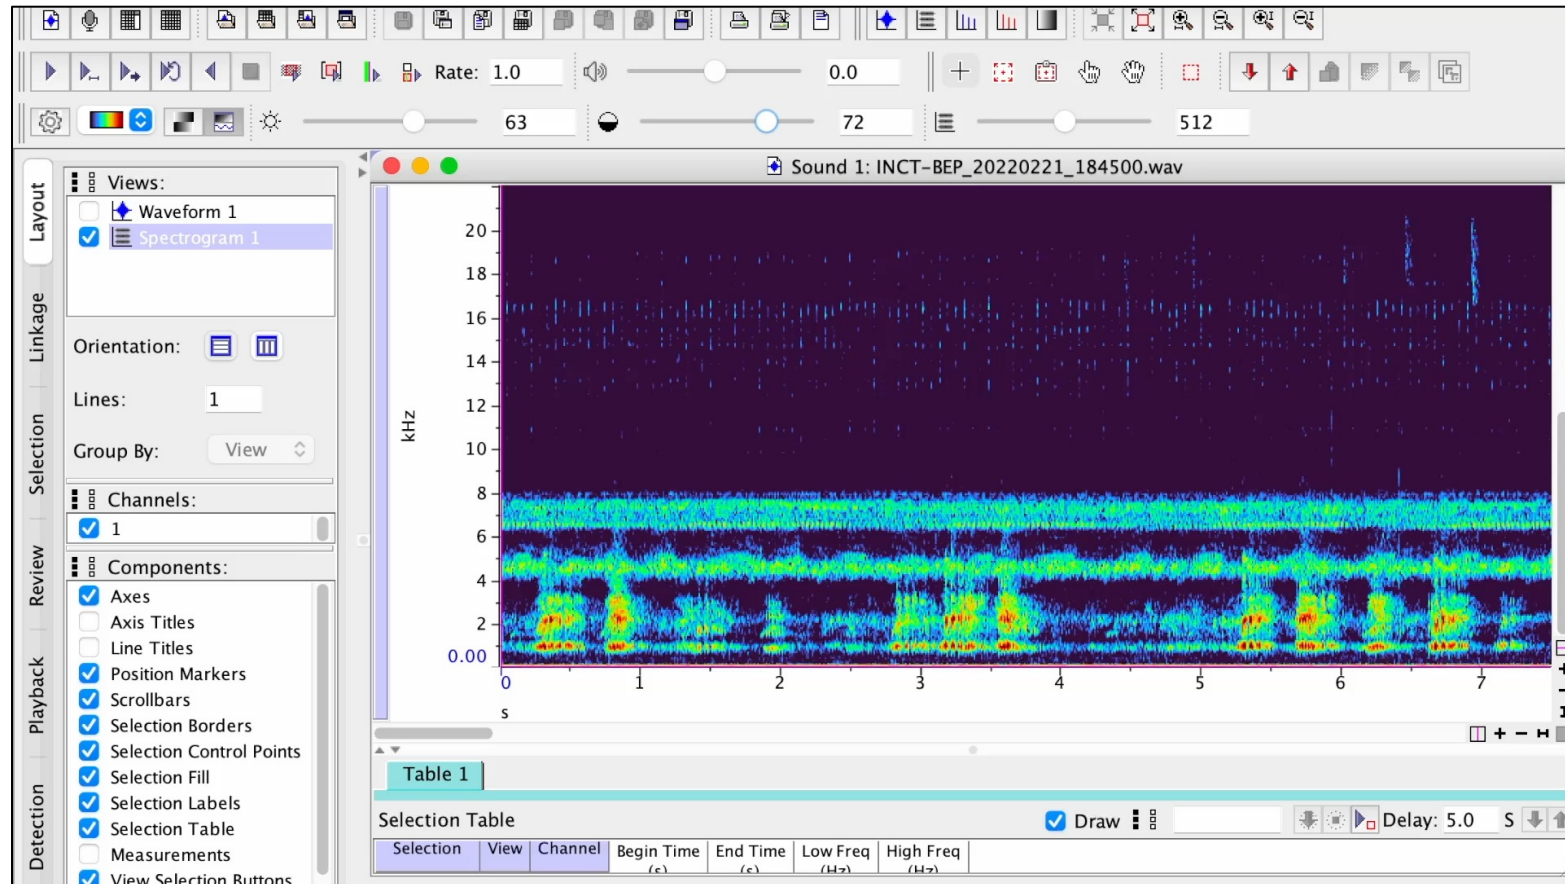 Rate: 1.0
0.0
63
72
512
Sound 1: INCT-BEP_20220221_184500.wav
Layout
Linkage
Selection
Review
Playback
Detection
Views:
Waveform 1
Spectrogram 1
Orientation:
Lines: 1
Group By: View
Channels:
1
Components:
Axes
Axis Titles
Line Titles
Position Markers
Scrollbars
Selection Borders
Selection Control Points
Selection Fill
Selection Labels
Selection Table
Measurements
View Selection Buttons
kHz
20
18
16
14
12
10
8
6
4
2
0.00
0 1 2 3 4 5 6 7
s
Table 1
Selection Table
Draw
Delay: 5.0 S
Selection View Channel Begin Time End Time Low Freq High Freq
(s) (s) (Hz) (Hz)